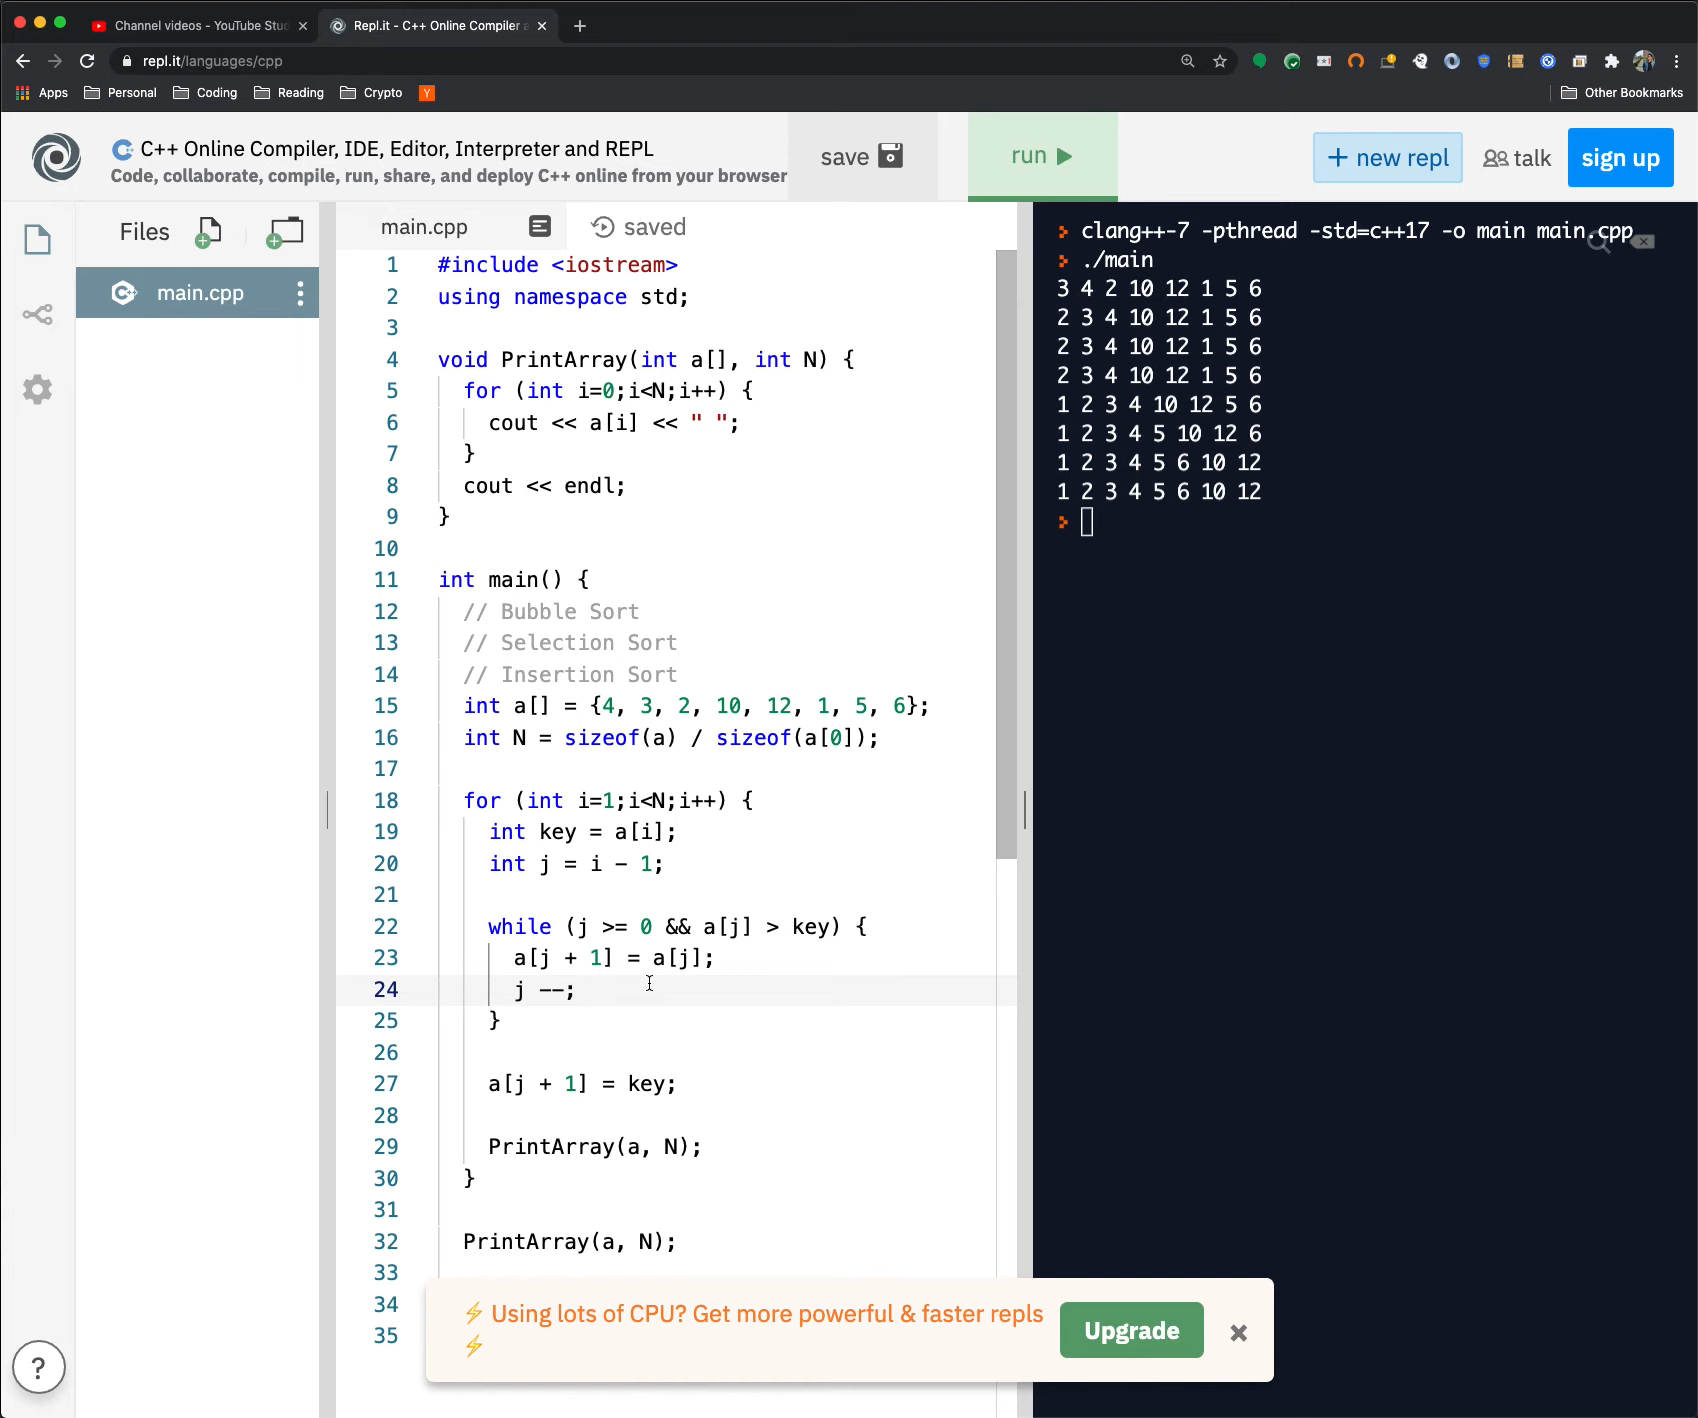 Channel videos - YouTube Stud
Repl.it - C++ Online Compiler a
repl.it/languages/cpp
Apps
Personal
Coding
Reading
Crypto
Y
Other Bookmarks
C++ Online Compiler, IDE, Editor, Interpreter and REPL
Code, collaborate, compile, run, share, and deploy C++ online from your browser
save
run
+ new repl
talk
sign up
Files
main.cpp
main.cpp
saved
1 #include <iostream>
2 using namespace std;
3
4 void PrintArray(int a[], int N) {
5 for (int i=0;i<N;i++) {
6 cout << a[i] << " ";
7 }
8 cout << endl;
9 }
10
11 int main() {
12 // Bubble Sort
13 // Selection Sort
14 // Insertion Sort
15 int a[] = {4, 3, 2, 10, 12, 1, 5, 6};
16 int N = sizeof(a) / sizeof(a[0]);
17
18 for (int i=1;i<N;i++) {
19 int key = a[i];
20 int j = i - 1;
21
22 while (j >= 0 && a[j] > key) {
23 a[j + 1] = a[j];
24 j --;
25 }
26
27 a[j + 1] = key;
28
29 PrintArray(a, N);
30 }
31
32 PrintArray(a, N);
33
34
35
clang++-7 -pthread -std=c++17 -o main main.cpp
./main
3 4 2 10 12 1 5 6
2 3 4 10 12 1 5 6
2 3 4 10 12 1 5 6
2 3 4 10 12 1 5 6
1 2 3 4 10 12 5 6
1 2 3 4 5 10 12 6
1 2 3 4 5 6 10 12
1 2 3 4 5 6 10 12
⚡ Using lots of CPU? Get more powerful & faster repls
⚡
Upgrade
?